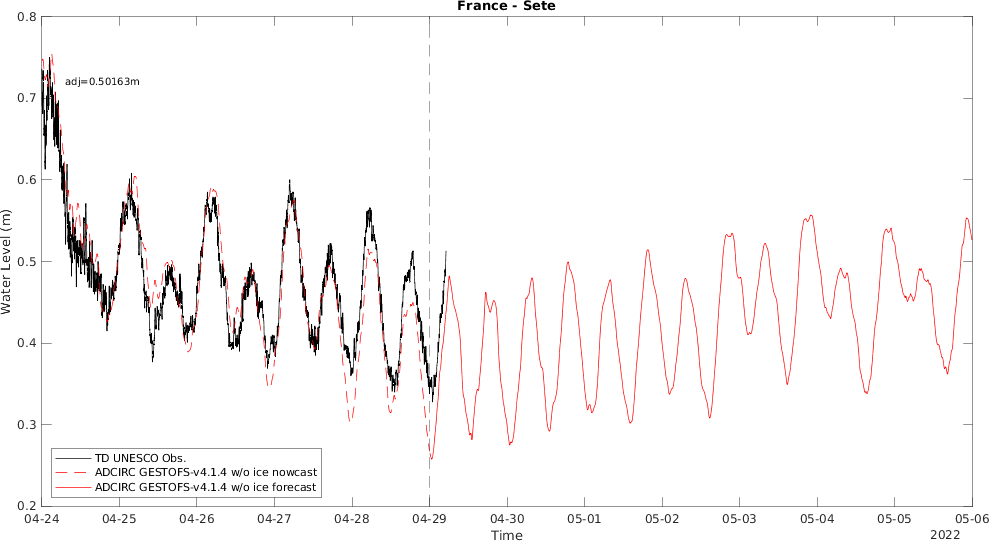 France - Sete
adj=0.50163m
Water Level (m)
0.8
0.7
0.6
0.5
0.4
0.3
0.2
TD UNESCO Obs.
ADCIRC GESTOFS-v4.1.4 w/o ice nowcast
ADCIRC GESTOFS-v4.1.4 w/o ice forecast
04-24 04-25 04-26 04-27 04-28 04-29 04-30 05-01 05-02 05-03 05-04 05-05 05-06
Time
2022